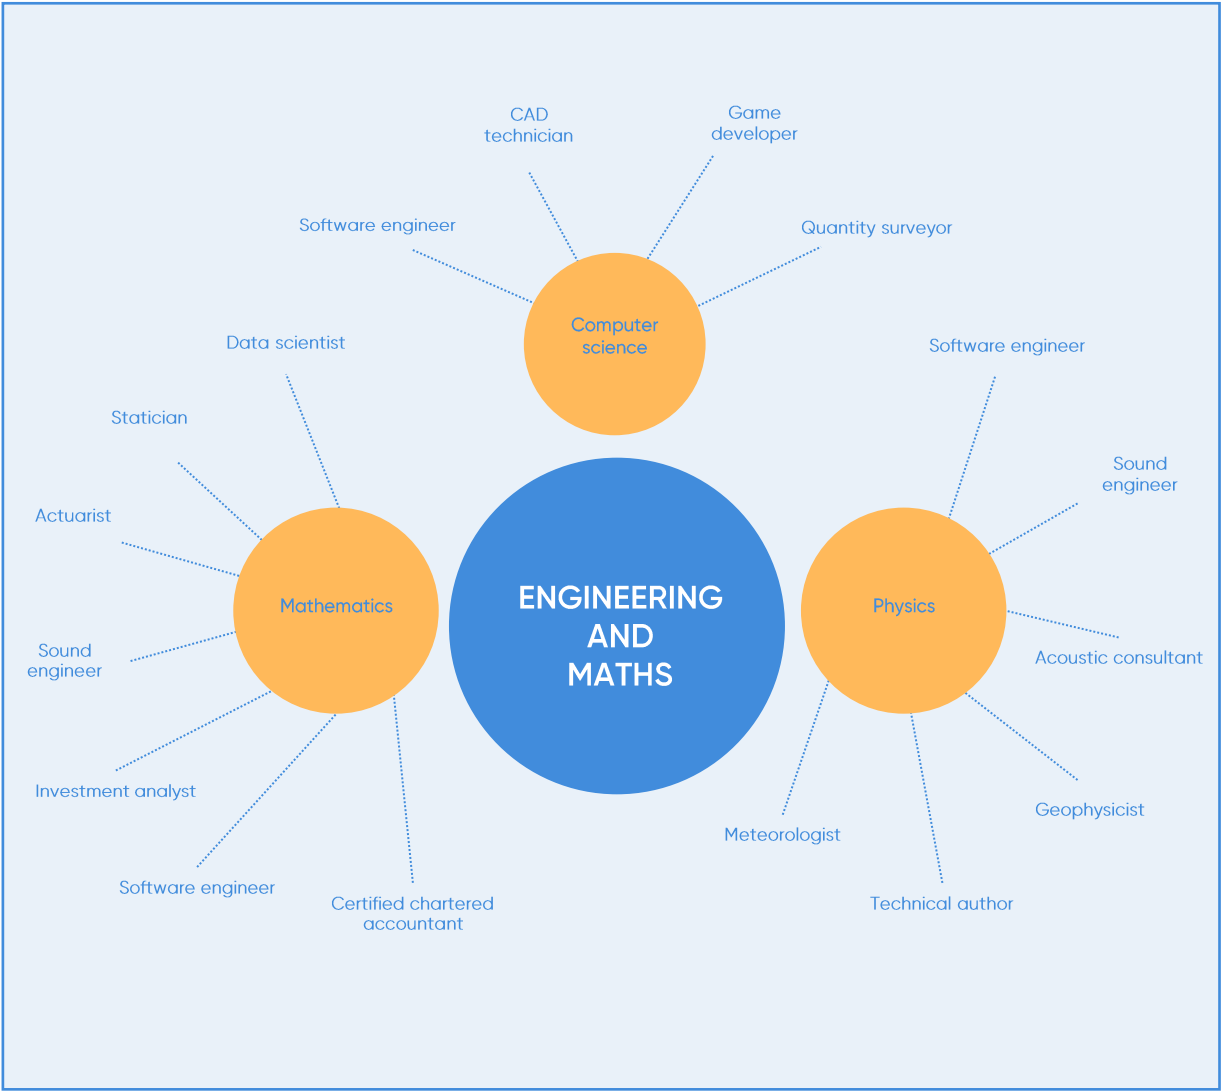 CAD
technician
Game
developer
Software engineer
Quantity surveyor
Computer
science
Data scientist
Software engineer
Statician
Sound
engineer
Actuarist
Mathematics
ENGINEERING
AND
MATHS
Physics
Sound
engineer
Acoustic consultant
Investment analyst
Geophysicist
Meteorologist
Software engineer
Certified chartered
accountant
Technical author